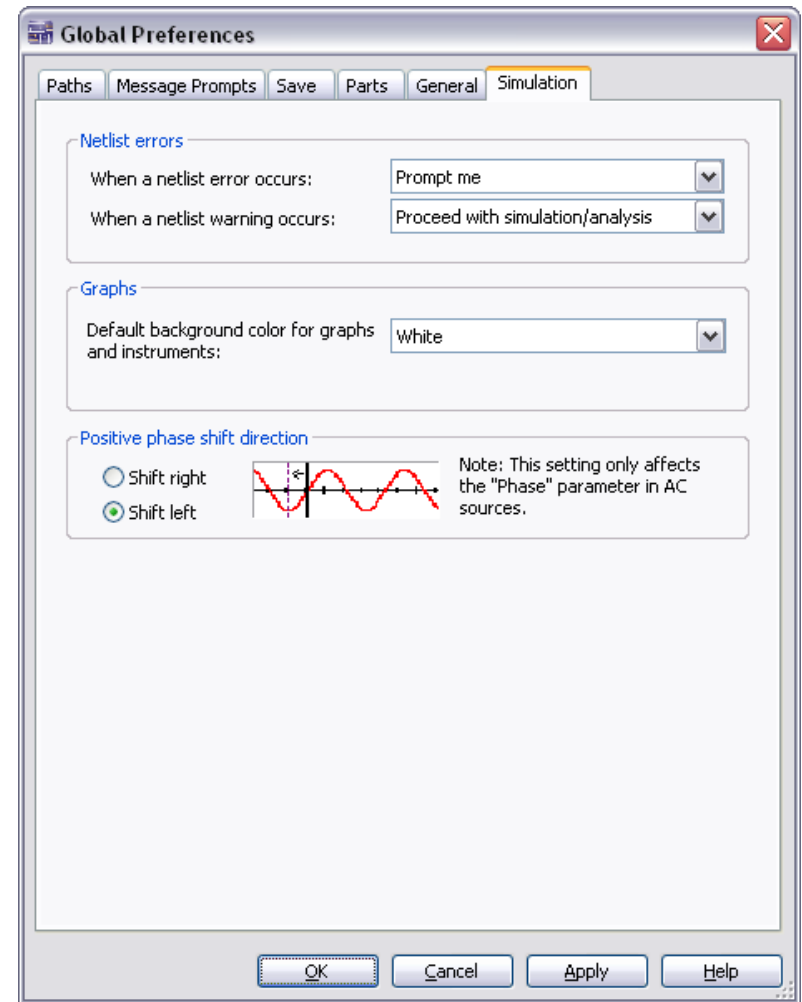 Global Preferences
Paths Message Prompts Save Parts General Simulation
Netlist errors
When a netlist error occurs: Prompt me
When a netlist warning occurs: Proceed with simulation/analysis
Graphs
Default background color for graphs
and instruments:
White
Positive phase shift direction
Shift right
Shift left
Note: This setting only affects
the "Phase" parameter in AC
sources.
OK Cancel Apply Help